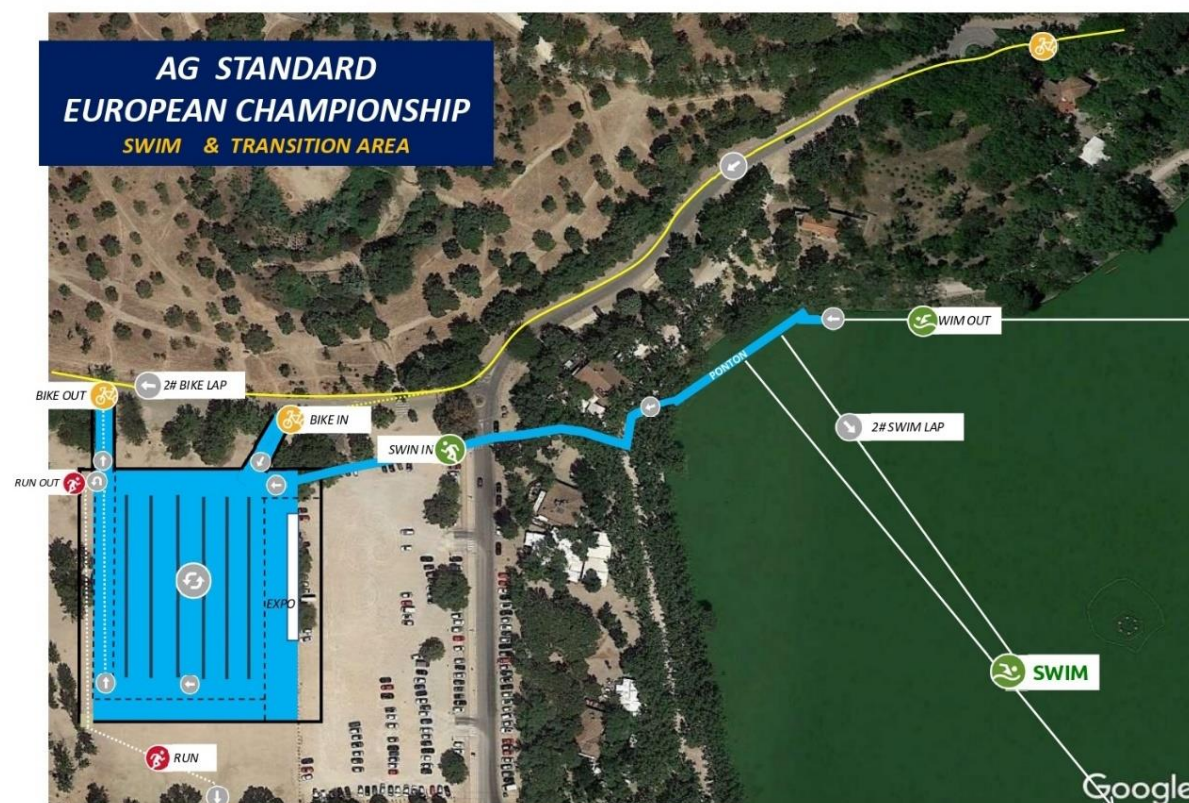 AG STANDARD
EUROPEAN CHAMPIONSHIP
SWIM & TRANSITION AREA
WIM OUT
PONTON
BIKE OUT
2# BIKE LAP
BIKE IN
2# SWIM LAP
SWIN IN
RUN OUT
EXPO
SWIM
RUN
Google